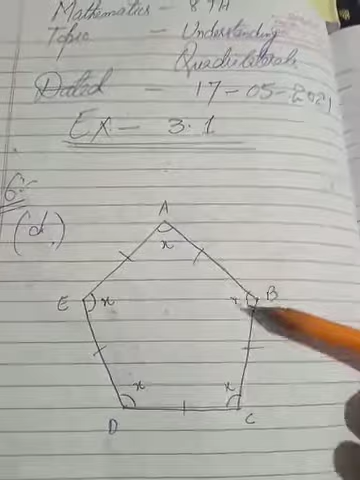 Mathematics - 8TH
Topic - Understanding
Quadrilaterals
Dated - 17-05-2021
Ex - 3.1
6:-
(d)
A
x
E x x B
x x
D C